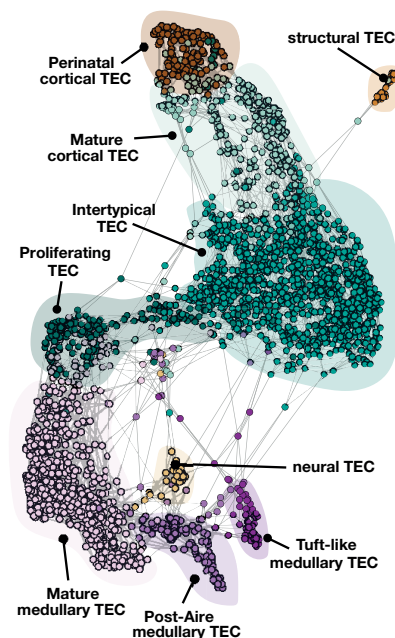 structural TEC
Perinatal
cortical TEC
Mature
cortical TEC
Intertypical
TEC
Proliferating
TEC
neural TEC
Tuft-like
medullary TEC
Mature
medullary TEC
Post-Aire
medullary TEC